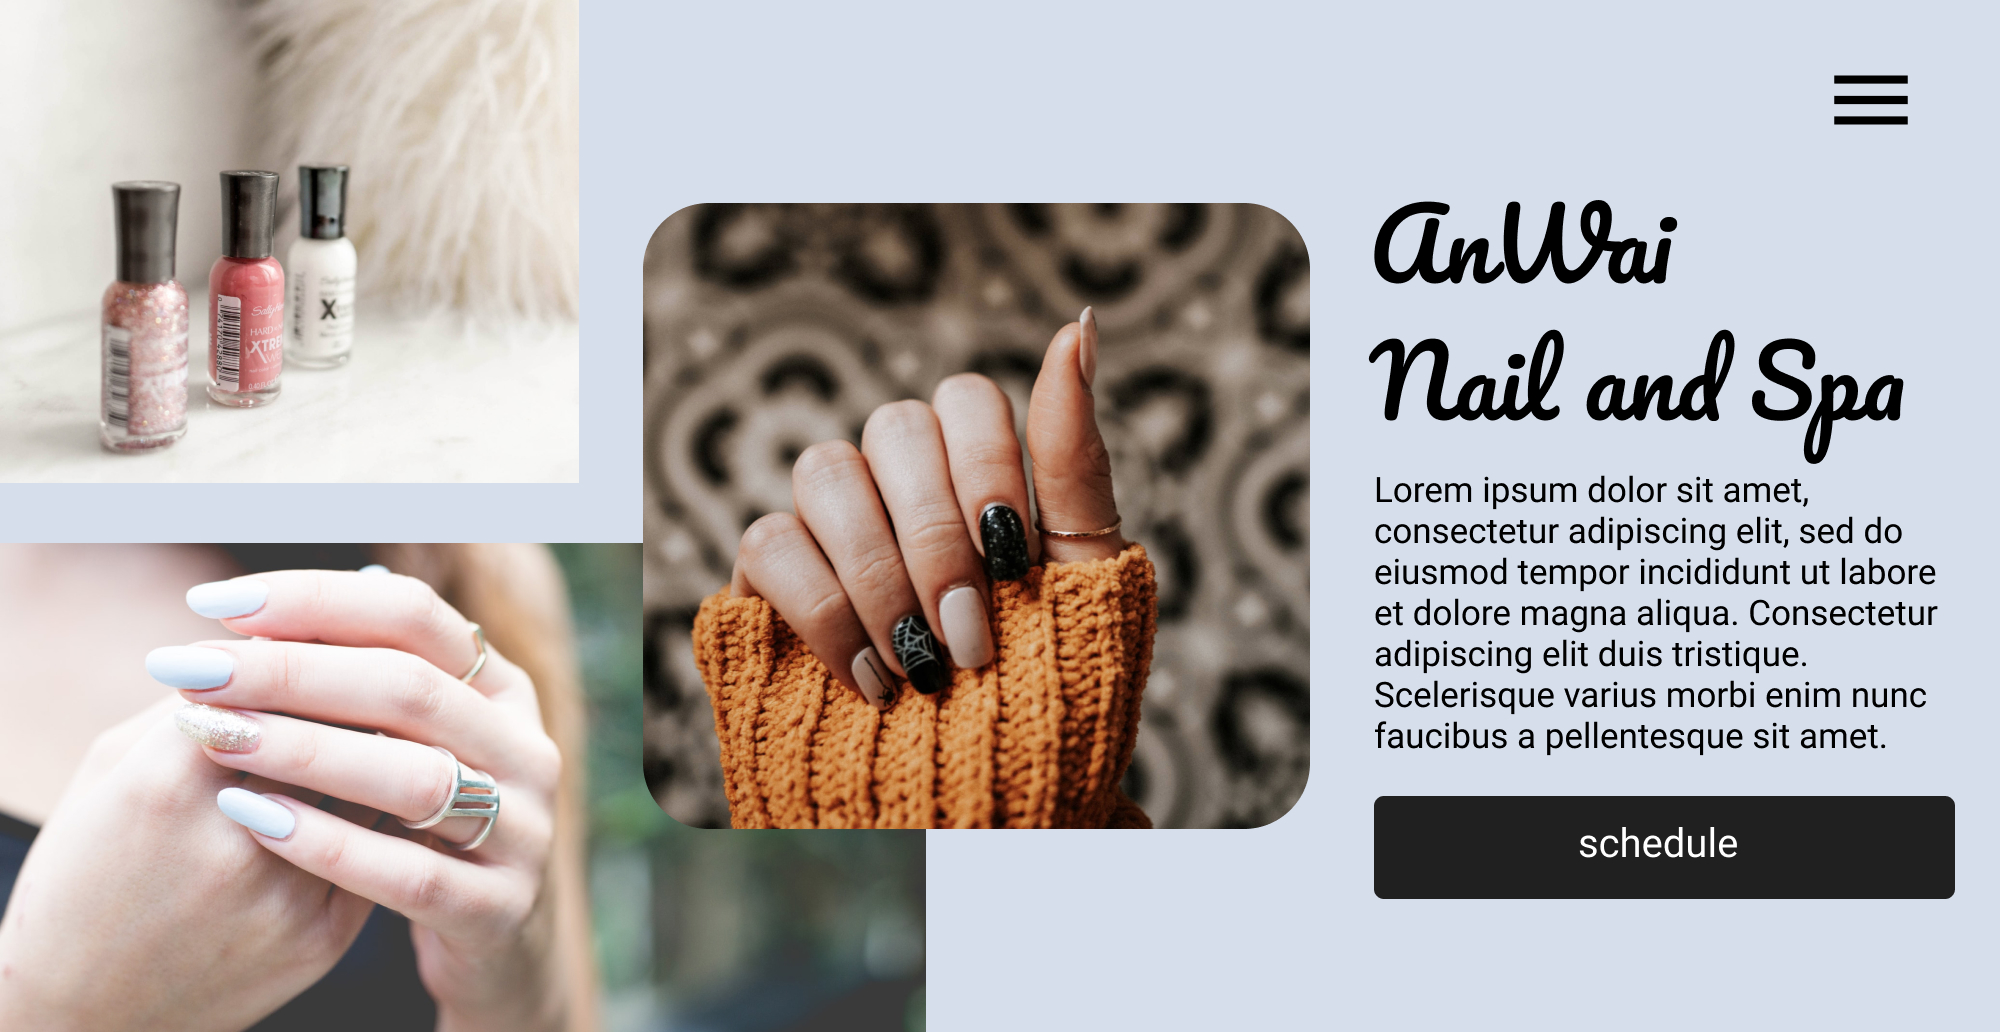 AnWai
Nail and Spa
Lorem ipsum dolor sit amet,
consectetur adipiscing elit, sed do
eiusmod tempor incididunt ut labore
et dolore magna aliqua. Consectetur
adipiscing elit duis tristique.
Scelerisque varius morbi enim nunc
faucibus a pellentesque sit amet.
schedule